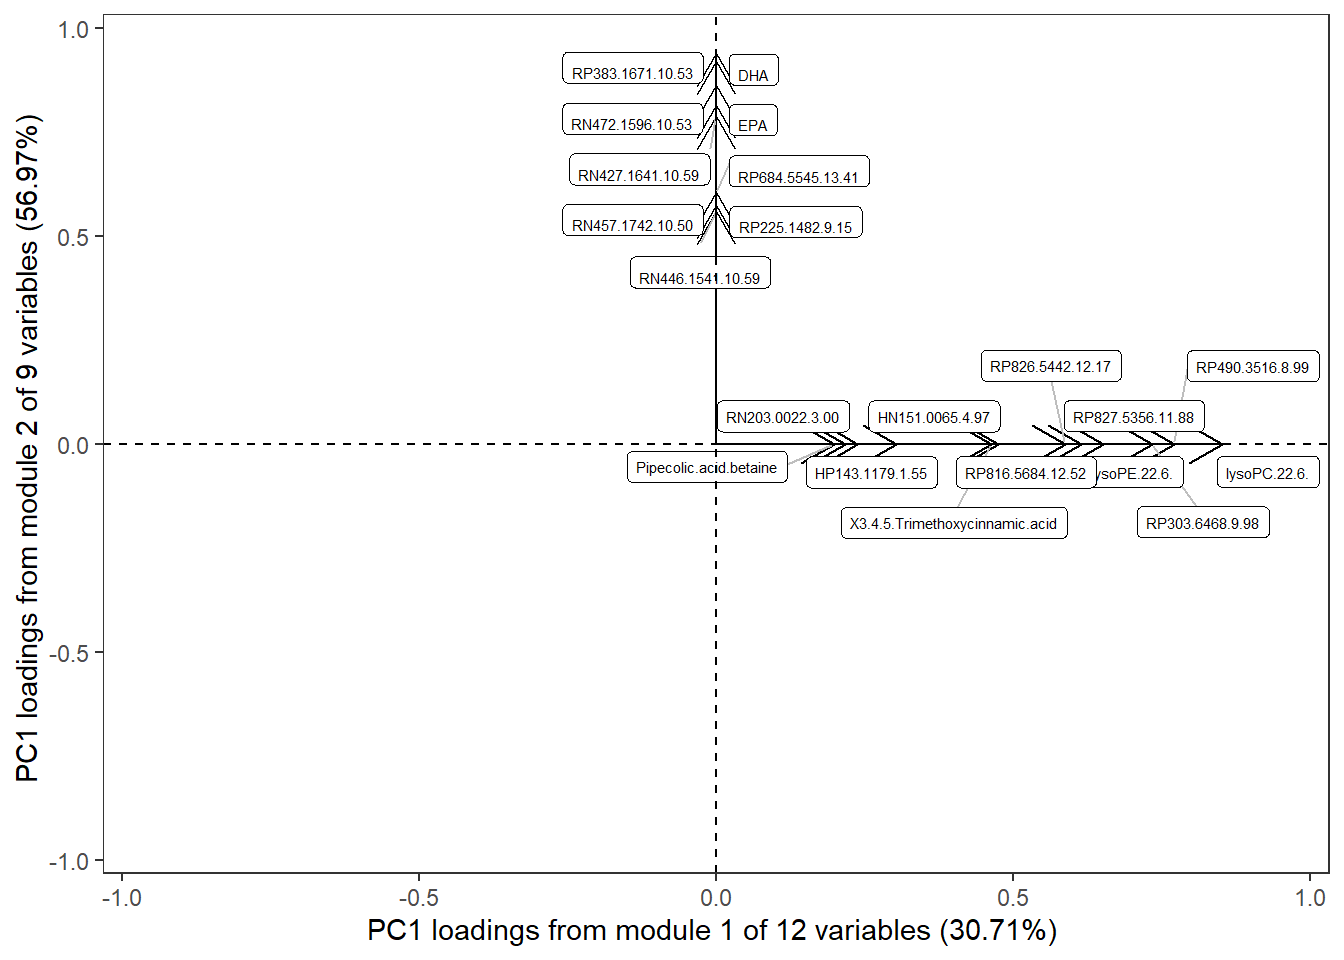 PC1 loadings from module 2 of 9 variables (56.97%)
1.0
0.5
0.0
-0.5
-1.0
RP383.1671.10.53
DHA
RN472.1596.10.53
EPA
RN427.1641.10.59
RP684.5545.13.41
RN457.1742.10.50
RP225.1482.9.15
RN446.1541.10.59
RP826.5442.12.17
RP490.3516.8.99
RN203.0022.3.00
HN151.0065.4.97
RP827.5356.11.88
Pipecolic.acid.betaine
HP143.1179.1.55
RP816.5684.12.52
ysoPE.22.6.
lysoPC.22.6.
X3.4.5.Trimethoxycinnamic.acid
RP303.6468.9.98
-1.0
-0.5
0.0
0.5
1.0
PC1 loadings from module 1 of 12 variables (30.71%)